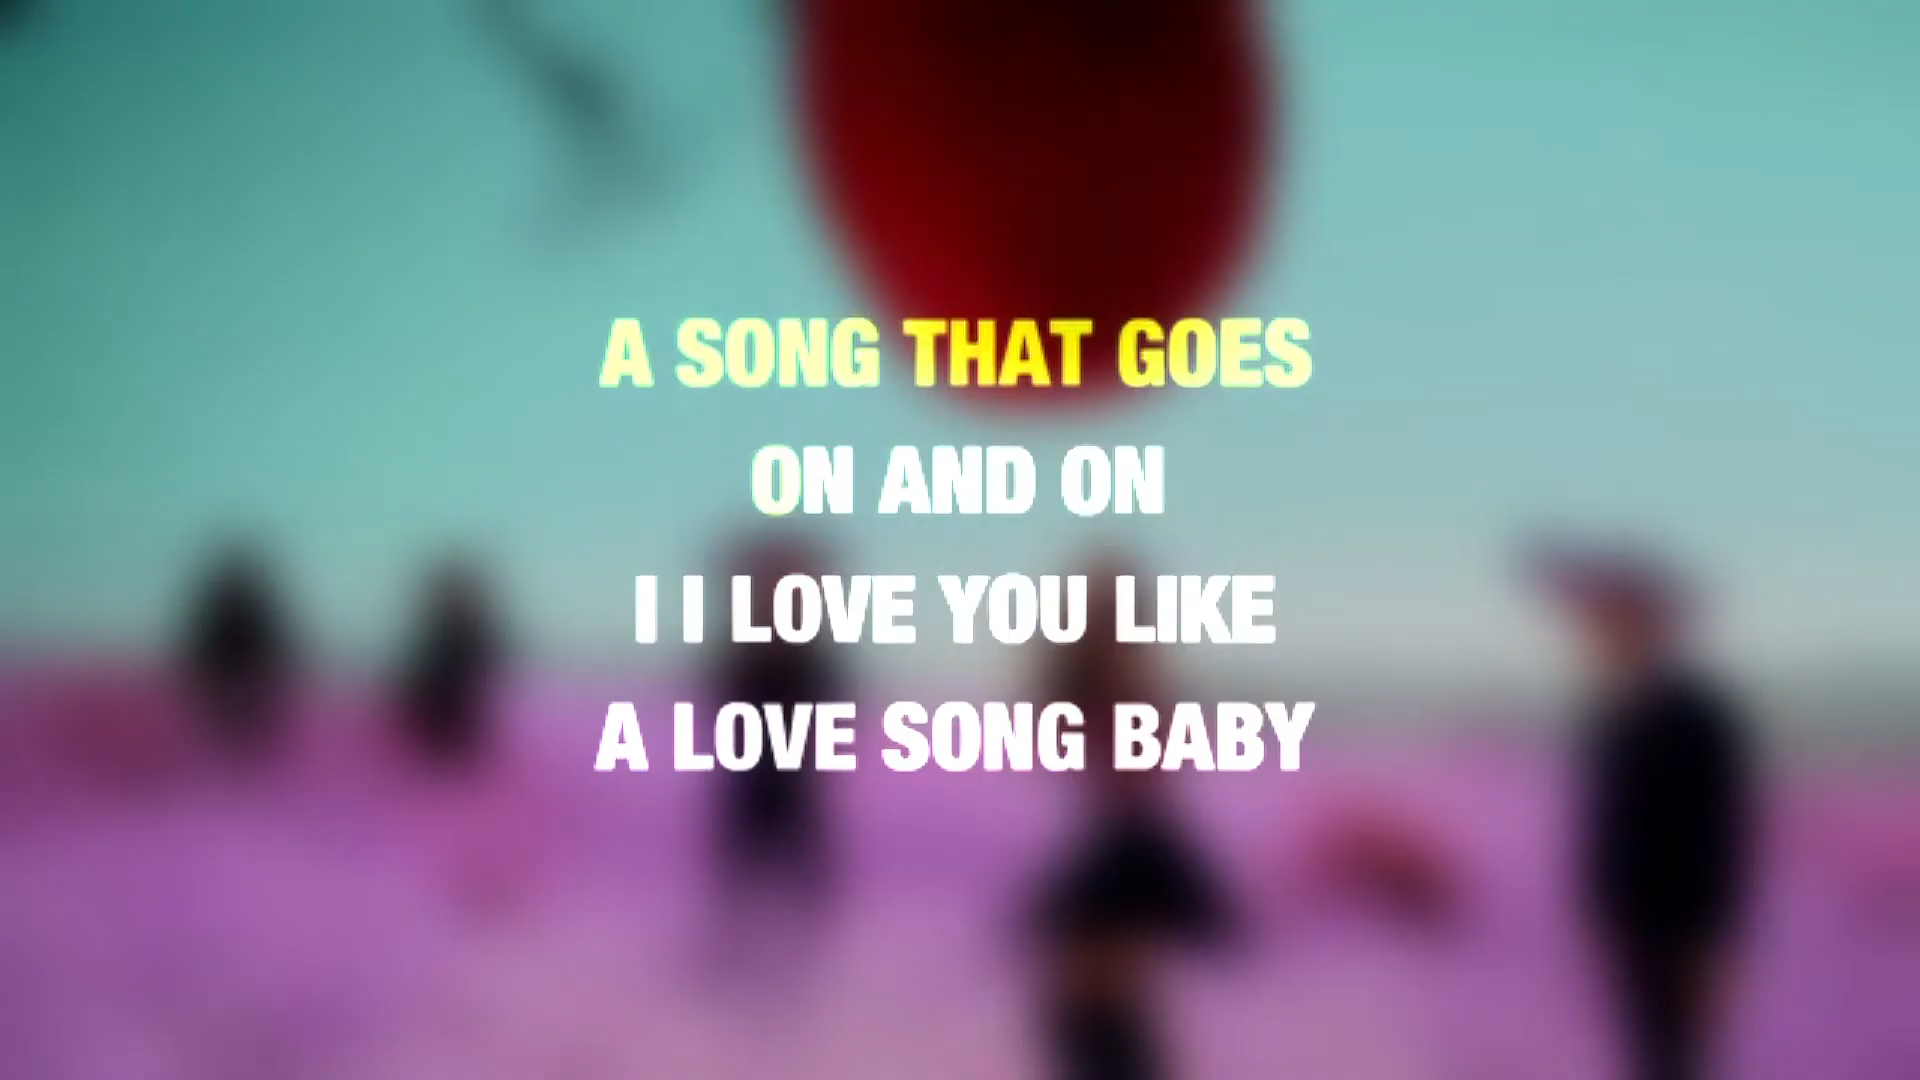 A SONG THAT GOES
ON AND ON
I I LOVE YOU LIKE
A LOVE SONG BABY